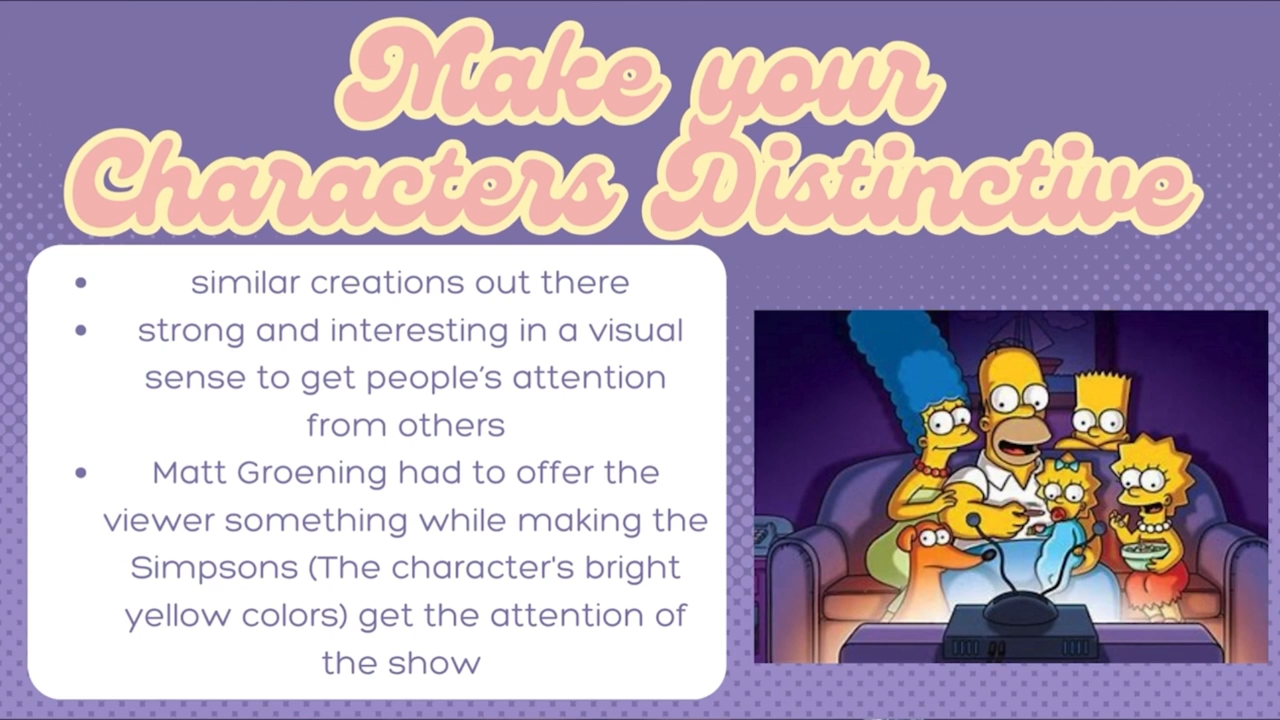 Make your
Characters Distinctive
• similar creations out there
• strong and interesting in a visual
sense to get people's attention
from others
• Matt Groening had to offer the
viewer something while making the
Simpsons (The character's bright
yellow colors) get the attention of
the show